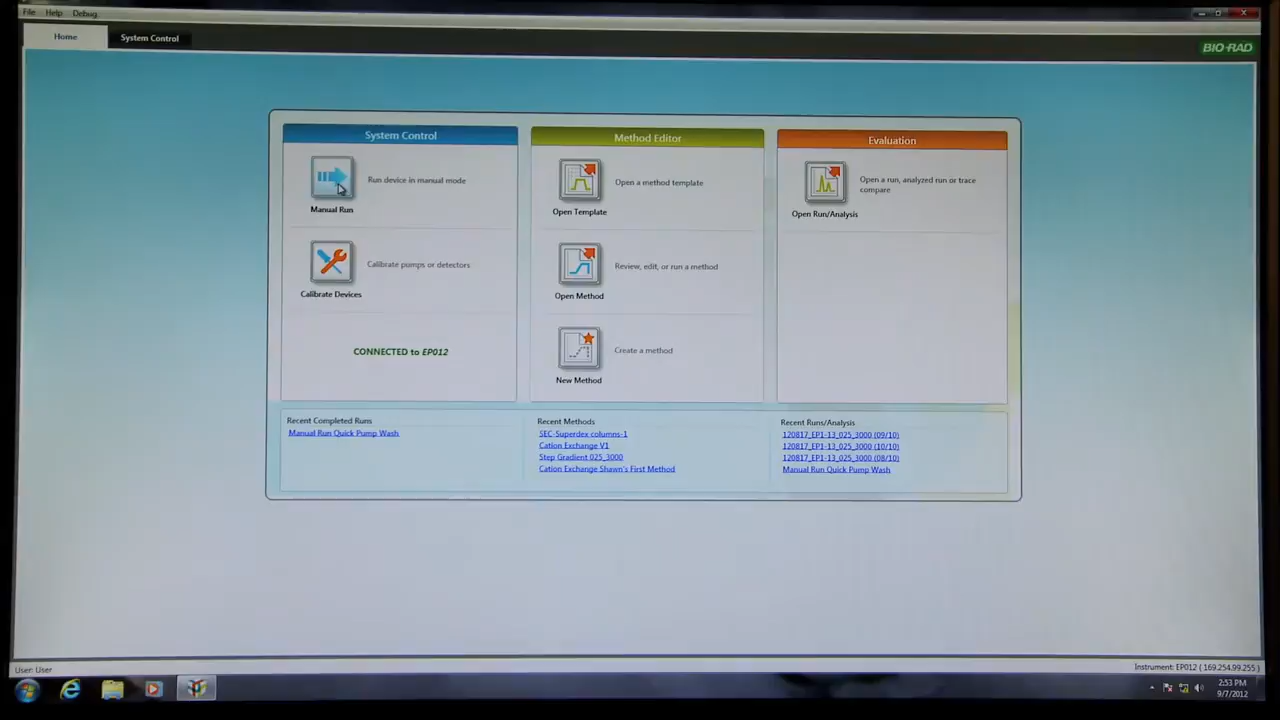 File Help Debug
Home System Control
BIO-RAD
System Control
Run device in manual mode
Manual Run
Calibrate pumps or detectors
Calibrate Devices
CONNECTED to EP012
Method Editor
Open a method template
Open Template
Review, edit, or run a method
Open Method
Create a method
New Method
Evaluation
Open a run, analyzed run or trace
compare
Open Run/Analysis
Recent Completed Runs
Manual Run Quick Pump Wash
Recent Methods
SEC-Superdex columns-1
Cation Exchange V1
Step Gradient 025_3000
Cation Exchange Shawn's First Method
Recent Runs/Analysis
120817_EP1-13_025_3000 (09/10)
120817_EP1-13_025_3000 (10/10)
120817_EP1-13_025_3000 (08/10)
Manual Run Quick Pump Wash
User: User
Instrument: EP012 ( 169.254.99.255 )
2:53 PM
9/7/2012